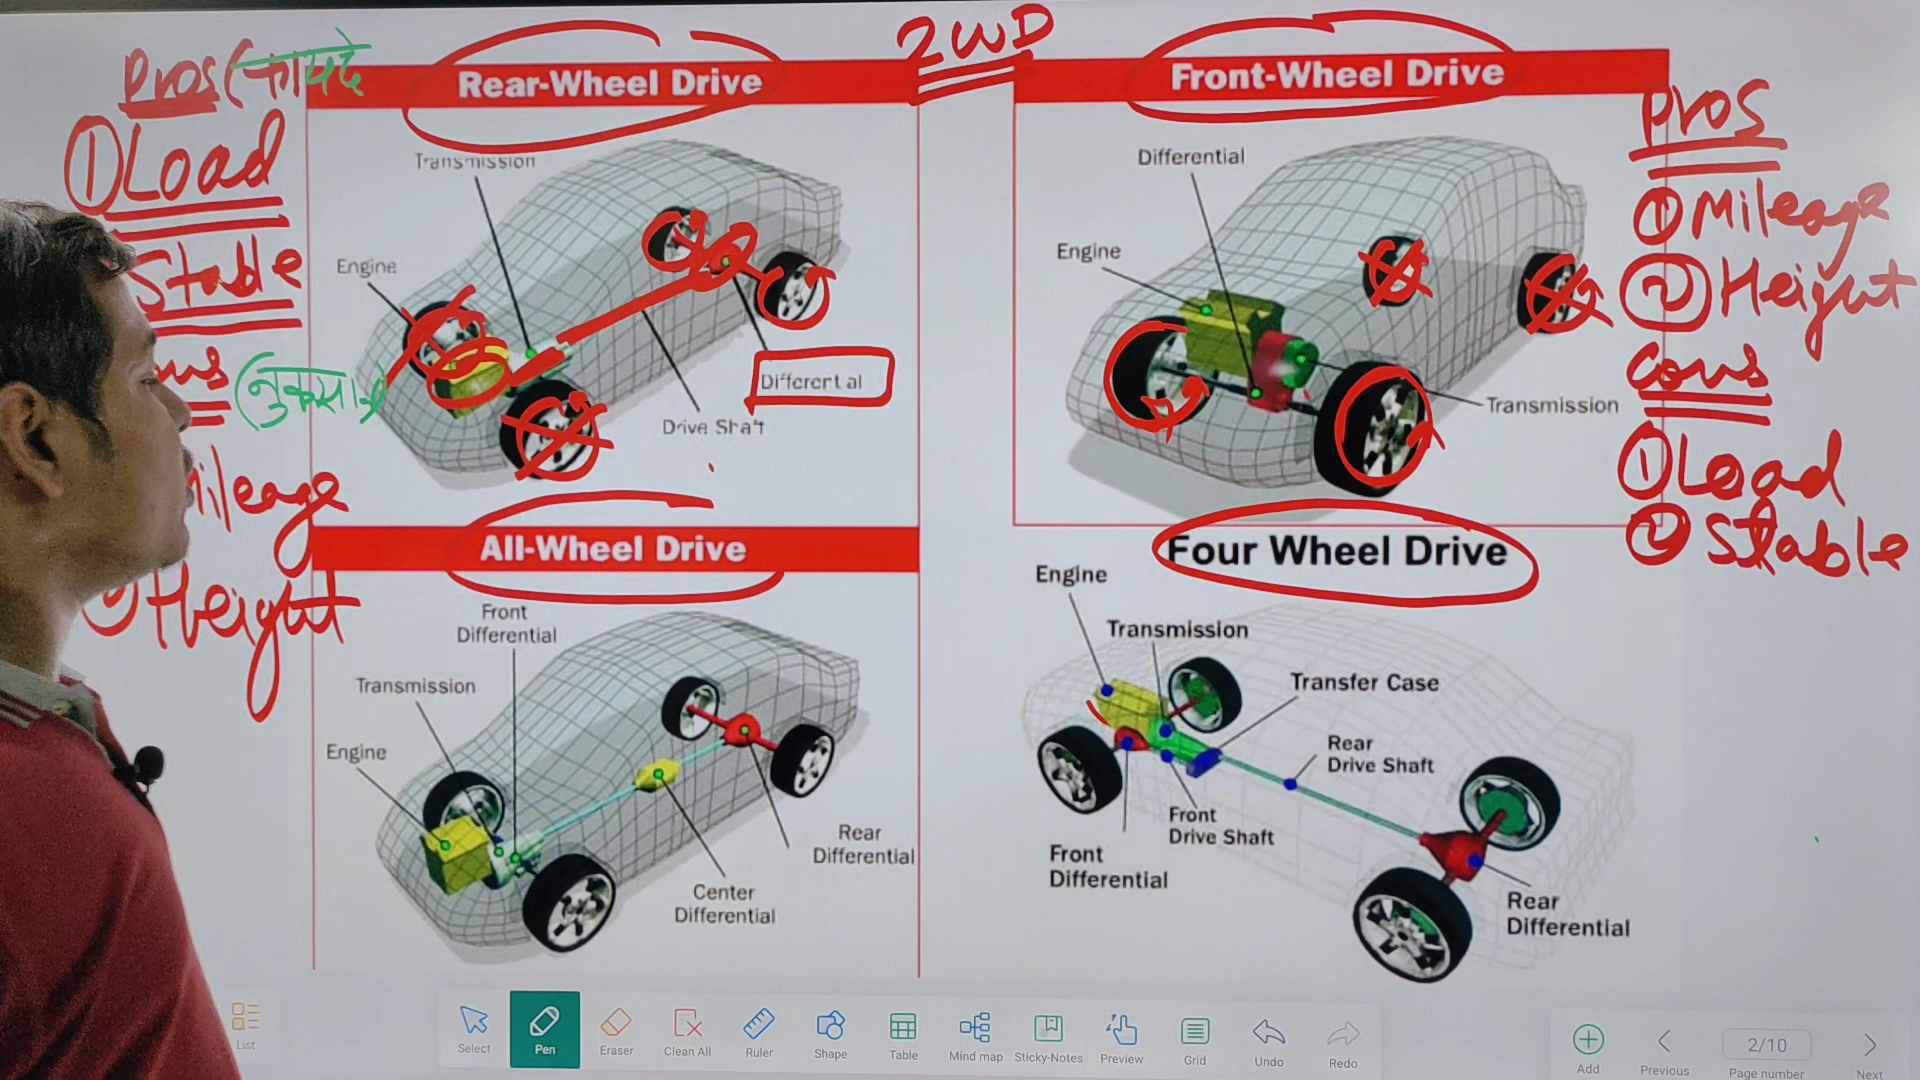 2WD
Pros (फायदे
① Load
Stable
(नुकसान)
Mileage
Height
Rear-Wheel Drive
Transmission
Engine
Differential
Drive Shaft
Front-Wheel Drive
Differential
Engine
Transmission
Pros
① Mileage
② Height
Cons
① Load
② Stable
All-Wheel Drive
Front
Differential
Transmission
Engine
Rear
Differential
Center
Differential
Four Wheel Drive
Engine
Transmission
Transfer Case
Rear
Drive Shaft
Front
Drive Shaft
Front
Differential
Rear
Differential
List
Select
Pen
Eraser
Clean All
Ruler
Shape
Table
Mind map
Sticky-Notes
Preview
Grid
Undo
Redo
Add
Previous
2/10
Page number
Next